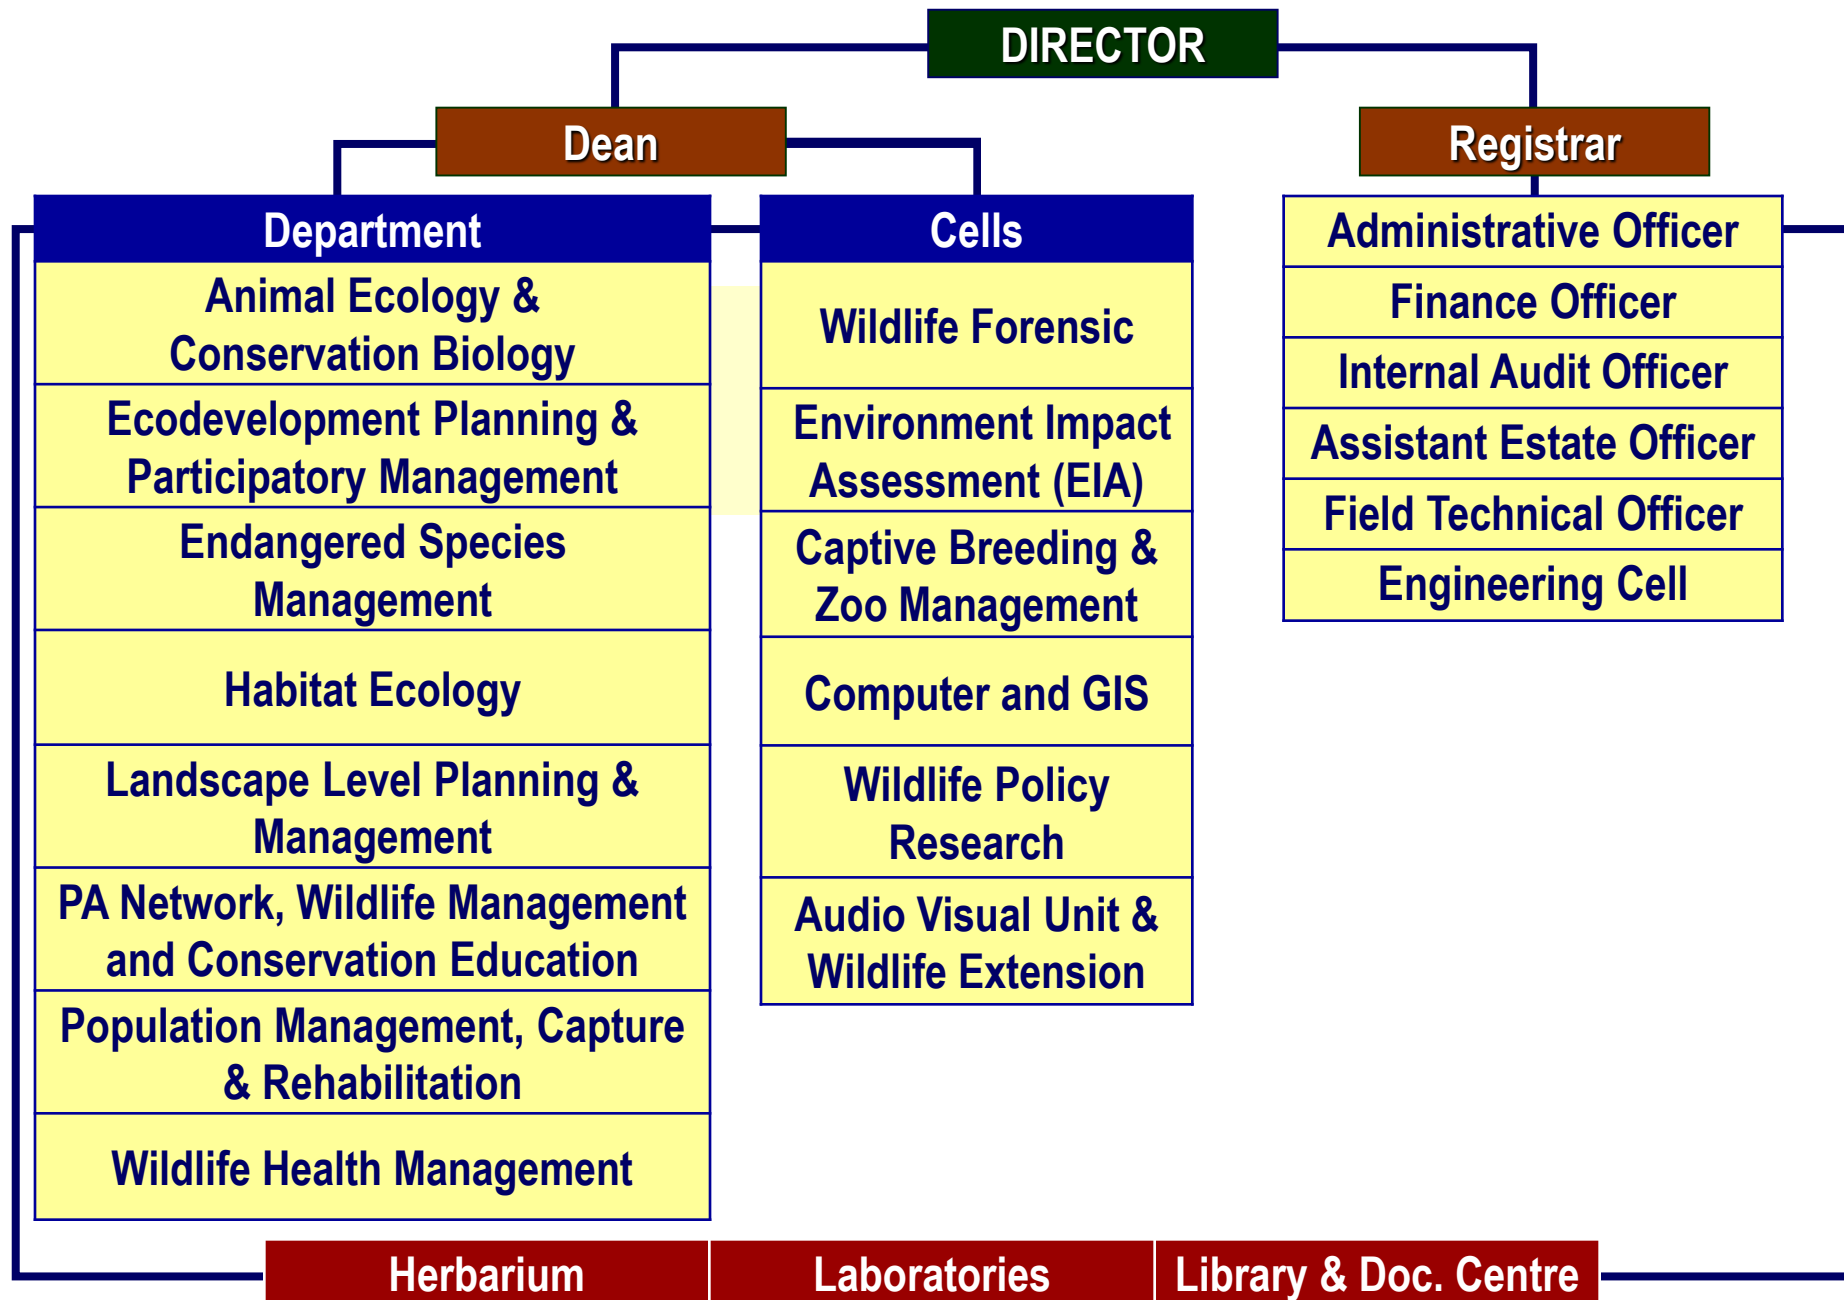 DIRECTOR
Dean
Registrar
Department
Animal Ecology &
Conservation Biology
Ecodevelopment Planning &
Participatory Management
Endangered Species
Management
Habitat Ecology
Landscape Level Planning &
Management
PA Network, Wildlife Management
and Conservation Education
Population Management, Capture
& Rehabilitation
Wildlife Health Management
Cells
Wildlife Forensic
Environment Impact
Assessment (EIA)
Captive Breeding &
Zoo Management
Computer and GIS
Wildlife Policy
Research
Audio Visual Unit &
Wildlife Extension
Administrative Officer
Finance Officer
Internal Audit Officer
Assistant Estate Officer
Field Technical Officer
Engineering Cell
Herbarium
Laboratories
Library & Doc. Centre